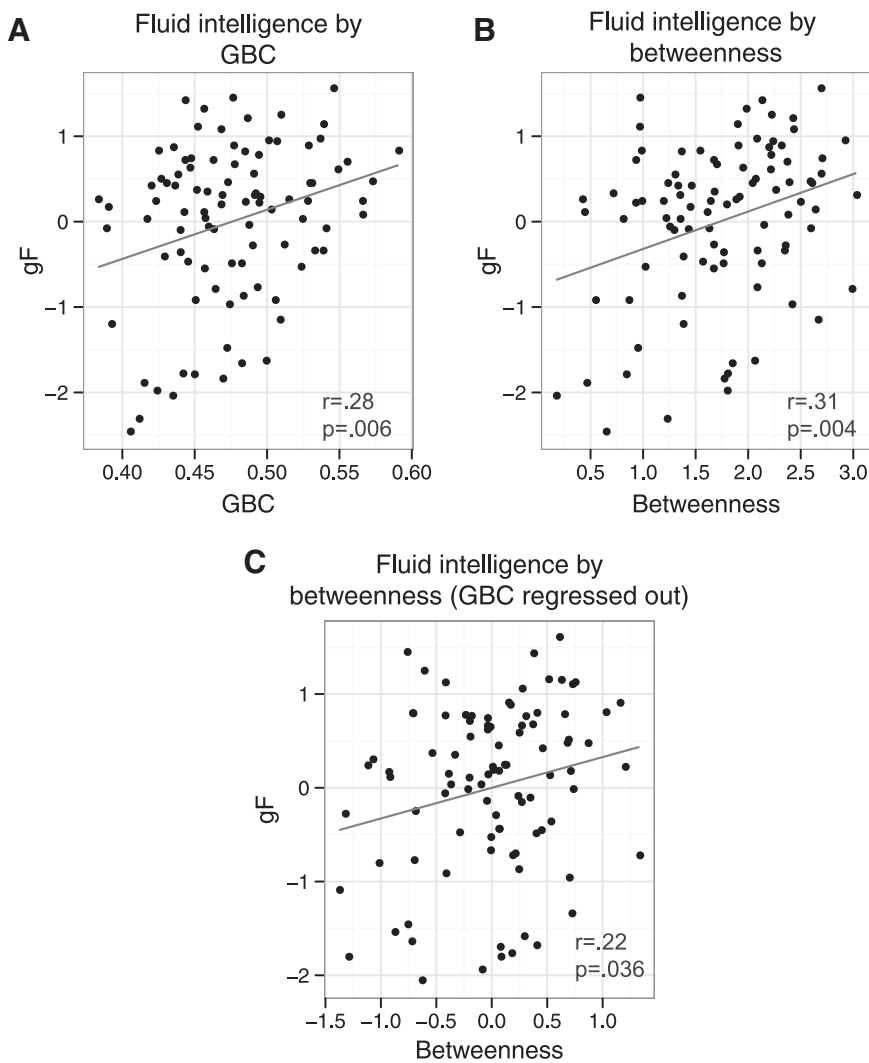 A
Fluid intelligence by
GBC
gF
1
0
−1
−2
r=.28
p=.006
0.40 0.45 0.50 0.55 0.60
GBC
B
Fluid intelligence by
betweenness
gF
1
0
−1
−2
r=.31
p=.004
0.5 1.0 1.5 2.0 2.5 3.0
Betweenness
C
Fluid intelligence by
betweenness (GBC regressed out)
gF
1
0
−1
−2
r=.22
p=.036
−1.5 −1.0 −0.5 0.0 0.5 1.0
Betweenness